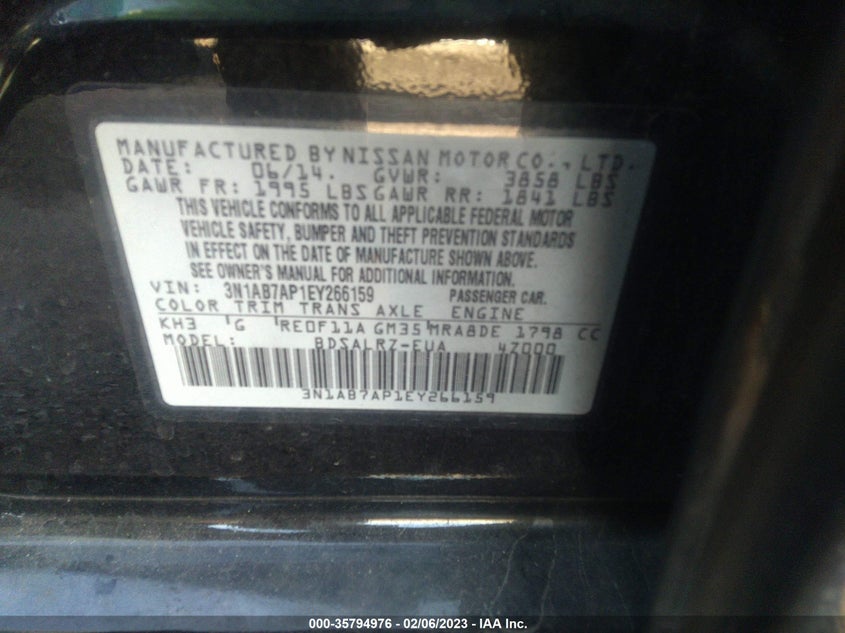 MANUFACTURED BY NISSAN MOTOR CO., LTD.
DATE: 06/14. GVWR: 3858 LBS
GAWR FR: 1995 LBS GAWR RR: 1841 LBS
THIS VEHICLE CONFORMS TO ALL APPLICABLE FEDERAL MOTOR
VEHICLE SAFETY, BUMPER AND THEFT PREVENTION STANDARDS
IN EFFECT ON THE DATE OF MANUFACTURE SHOWN ABOVE.
SEE OWNER'S MANUAL FOR ADDITIONAL INFORMATION.
VIN: 3N1AB7AP1EY266159 PASSENGER CAR.
COLOR TRIM TRANS AXLE ENGINE
KH3 G RE0F11A GM35 MRA8DE 1798 CC
MODEL: BDSALRZ-EUA 4Z000
3N1AB7AP1EY266159
000-35794976 - 02/06/2023 - IAA Inc.